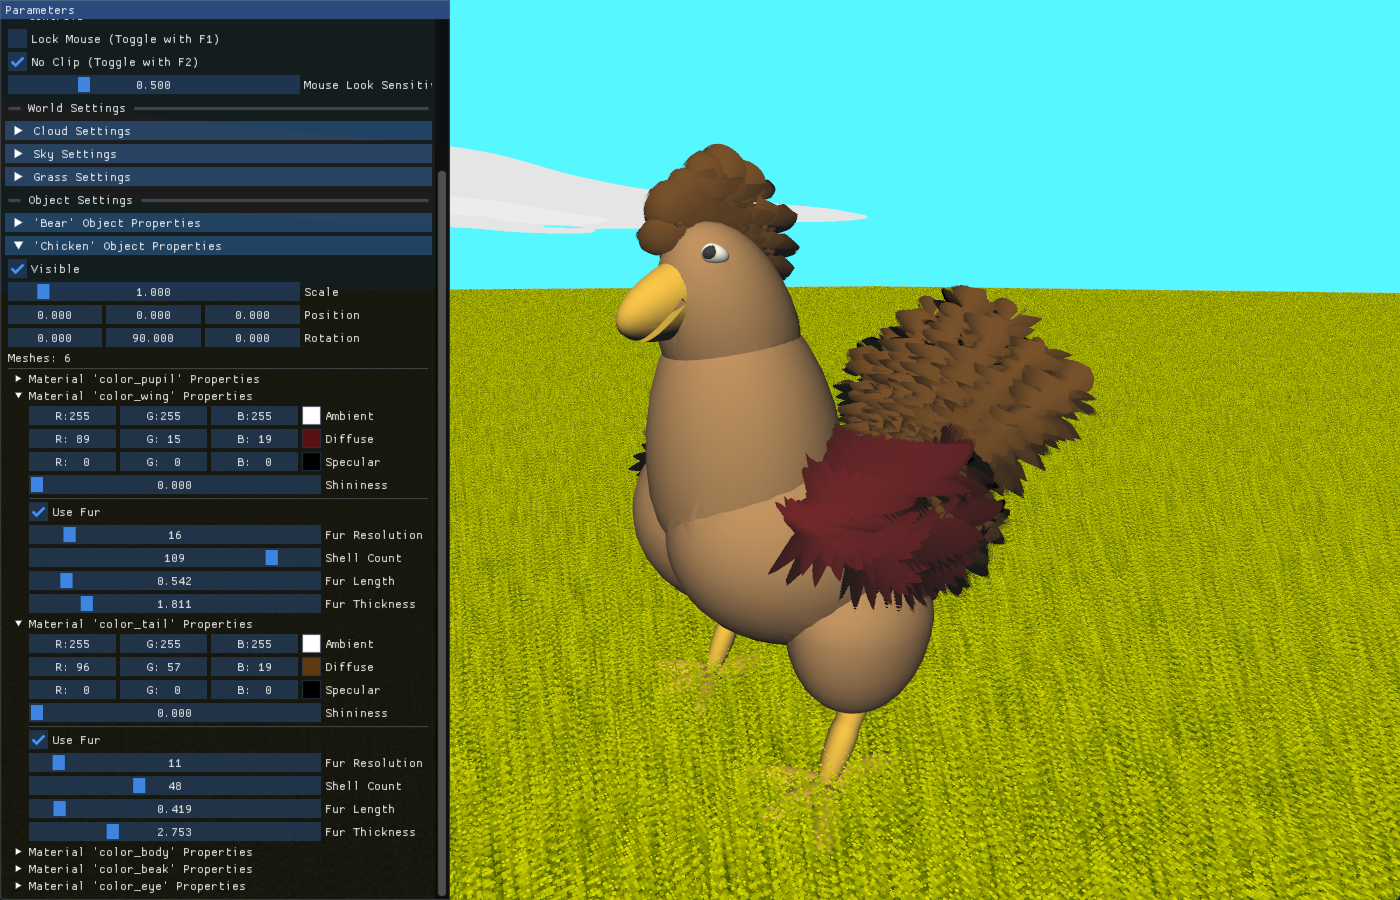 Parameters
Lock Mouse (Toggle with F1)
No Clip (Toggle with F2)
0.500 Mouse Look Sensiti
World Settings
Cloud Settings
Sky Settings
Grass Settings
Object Settings
'Bear' Object Properties
'Chicken' Object Properties
Visible
1.000 Scale
0.000 0.000 0.000 Position
0.000 90.000 0.000 Rotation
Meshes: 6
Material 'color_pupil' Properties
Material 'color_wing' Properties
R:255 G:255 B:255 Ambient
R: 89 G: 15 B: 19 Diffuse
R: 0 G: 0 B: 0 Specular
0.000 Shininess
Use Fur
16 Fur Resolution
109 Shell Count
0.542 Fur Length
1.811 Fur Thickness
Material 'color_tail' Properties
R:255 G:255 B:255 Ambient
R: 96 G: 57 B: 19 Diffuse
R: 0 G: 0 B: 0 Specular
0.000 Shininess
Use Fur
11 Fur Resolution
48 Shell Count
0.419 Fur Length
2.753 Fur Thickness
Material 'color_body' Properties
Material 'color_beak' Properties
Material 'color_eye' Properties